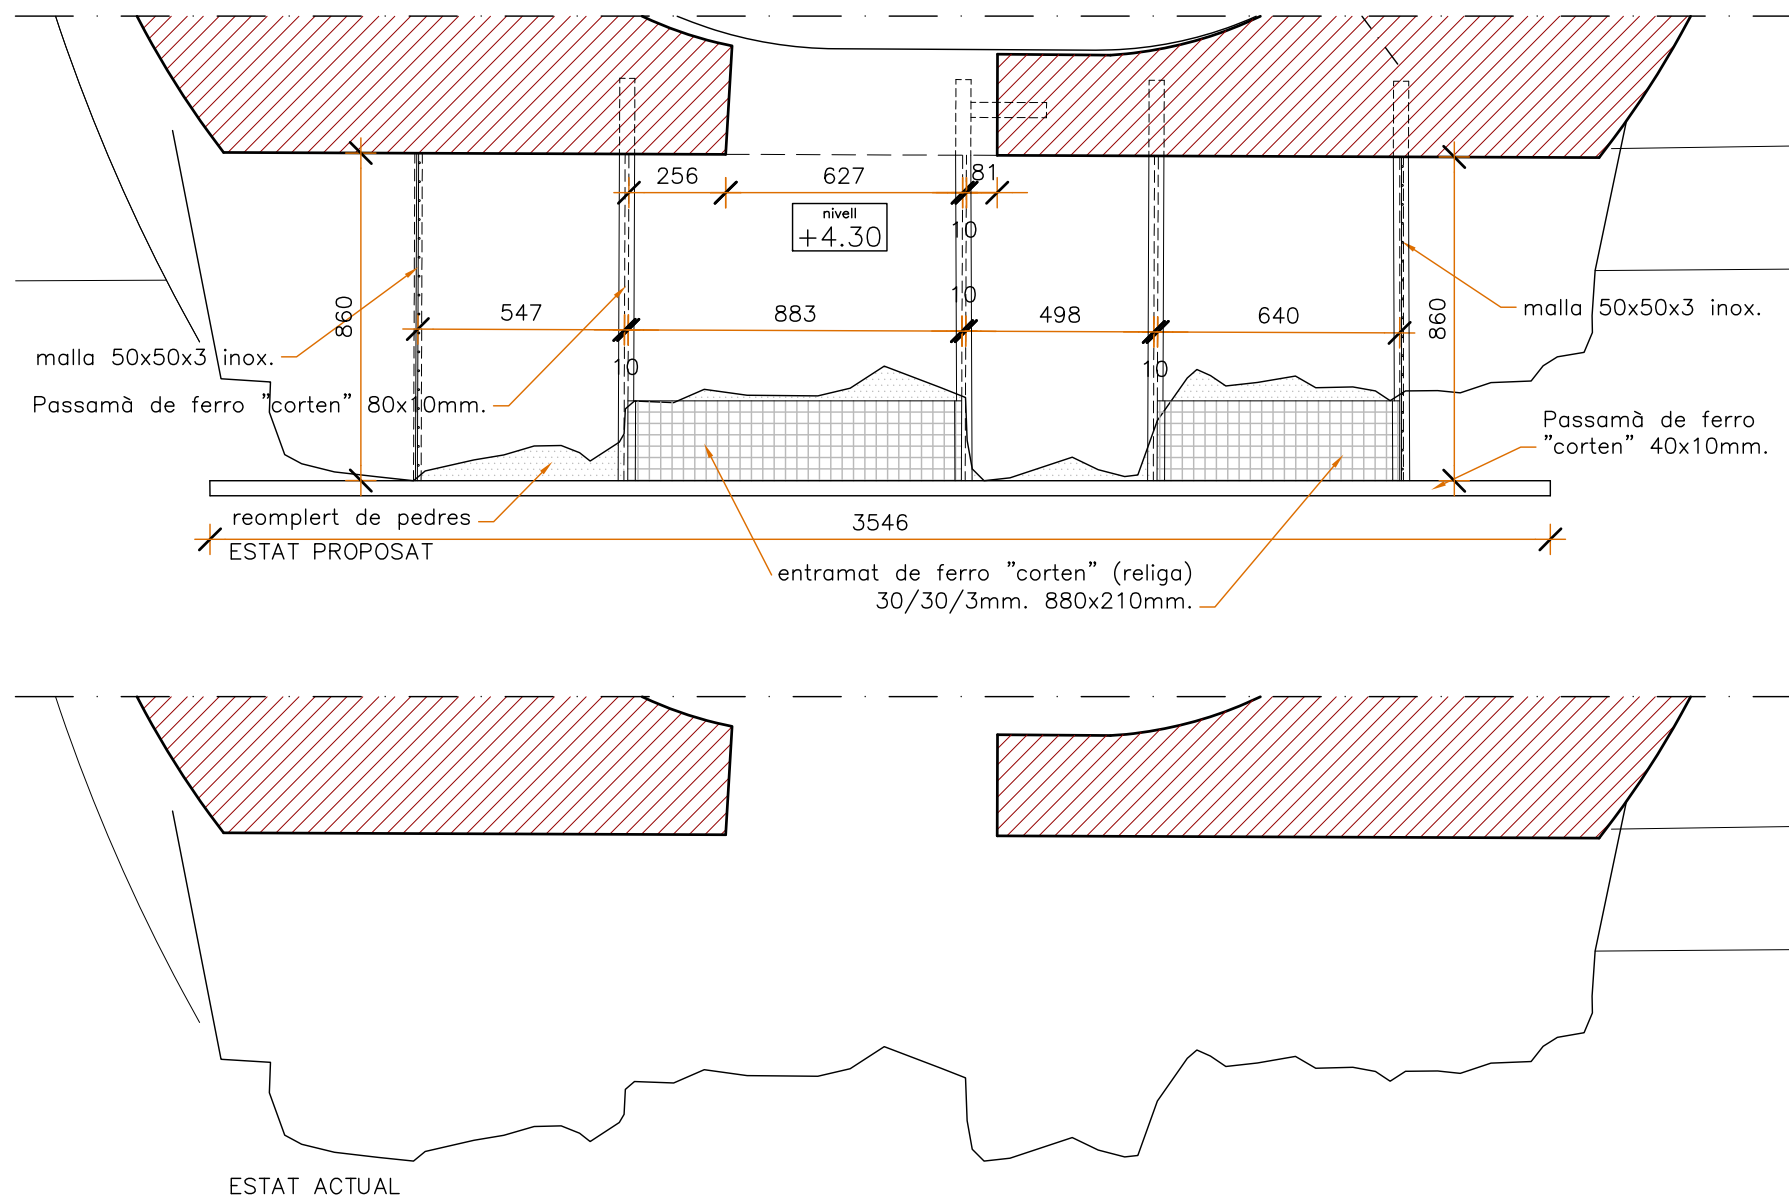 256
627
81
nivell
+4.30
10
10
860
547
883
498
640
860
malla 50x50x3 inox.
malla 50x50x3 inox.
10
10
Passamà de ferro "corten" 80x10mm.
Passamà de ferro
"corten" 40x10mm.
reomplert de pedres
3546
ESTAT PROPOSAT
entramat de ferro "corten" (religa)
30/30/3mm. 880x210mm.
ESTAT ACTUAL